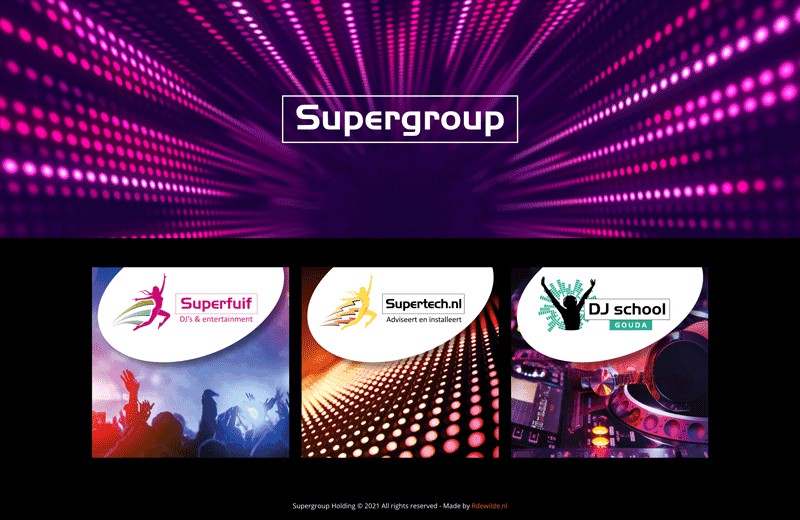 Supergroup
Superfuif
DJ's & entertainment
Supertech.nl
Adviseert en installeert
DJ school
GOUDA
Supergroup Holding © 2021 All rights reserved - Made by Rdewilde.nl